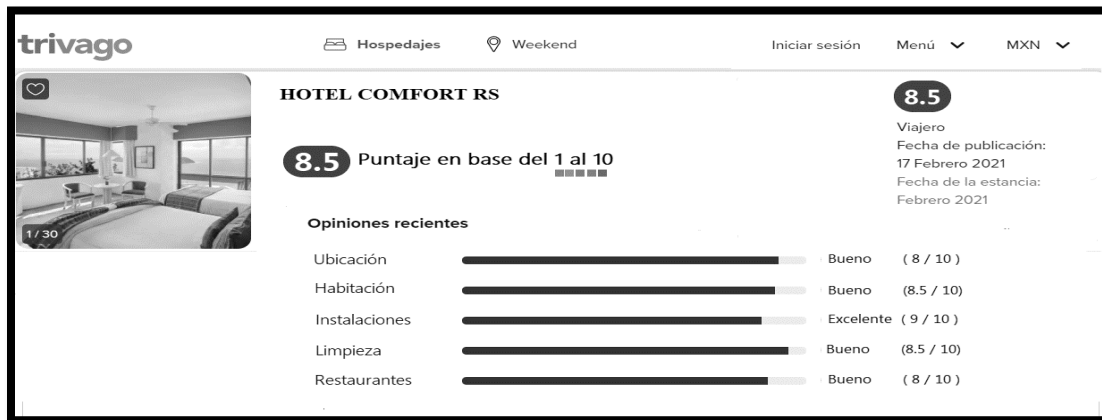 trivago Hospedajes Weekend Iniciar sesión Menú MXN
HOTEL COMFORT RS
8.5 Puntaje en base del 1 al 10
1/30
8.5
Viajero
Fecha de publicación:
17 Febrero 2021
Fecha de la estancia:
Febrero 2021
Opiniones recientes
Ubicación Bueno ( 8 / 10 )
Habitación Bueno (8.5 / 10)
Instalaciones Excelente ( 9 / 10 )
Limpieza Bueno (8.5 / 10)
Restaurantes Bueno ( 8 / 10 )